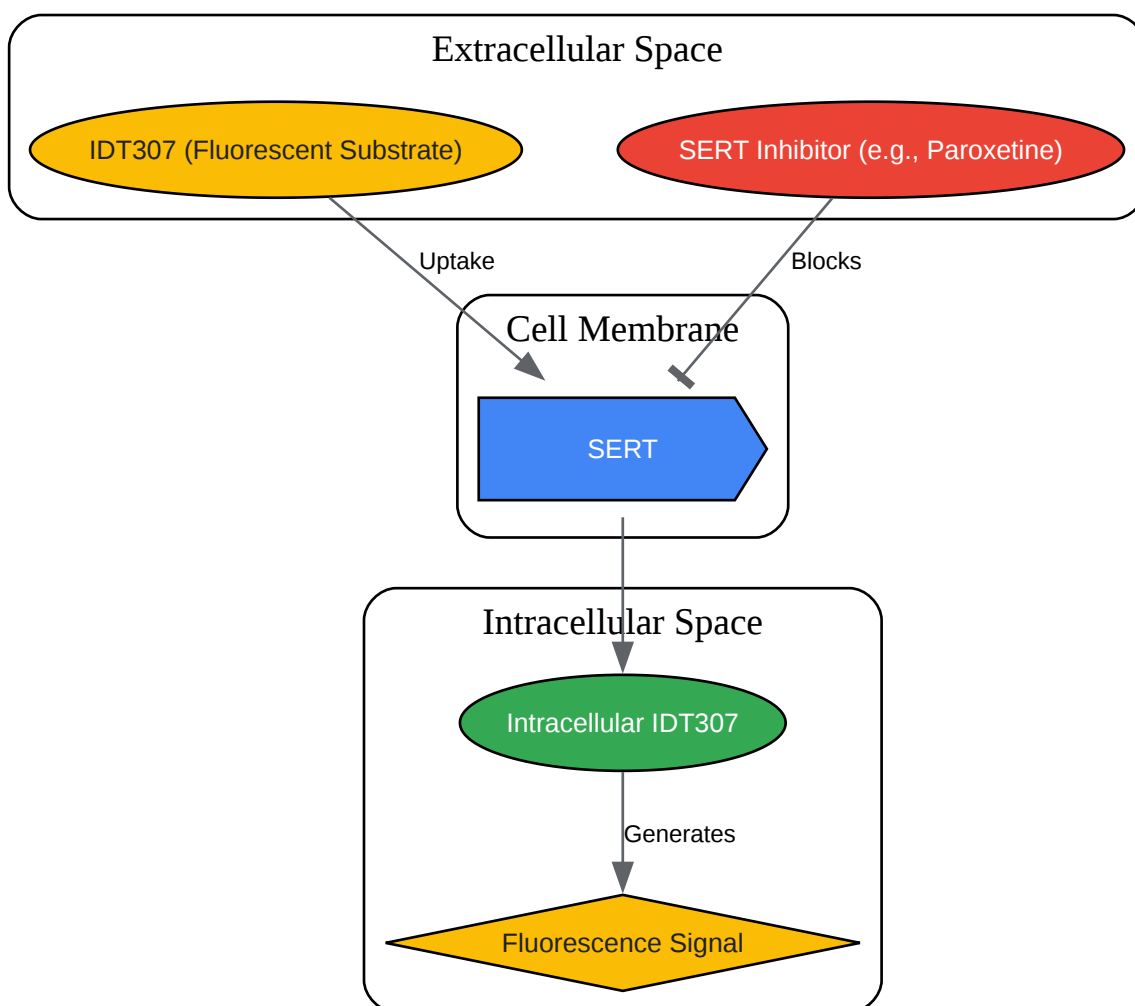 Extracellular Space
IDT307 (Fluorescent Substrate)
SERT Inhibitor (e.g., Paroxetine)
Uptake
Blocks
Cell Membrane
SERT
Intracellular Space
Intracellular IDT307
Generates
Fluorescence Signal